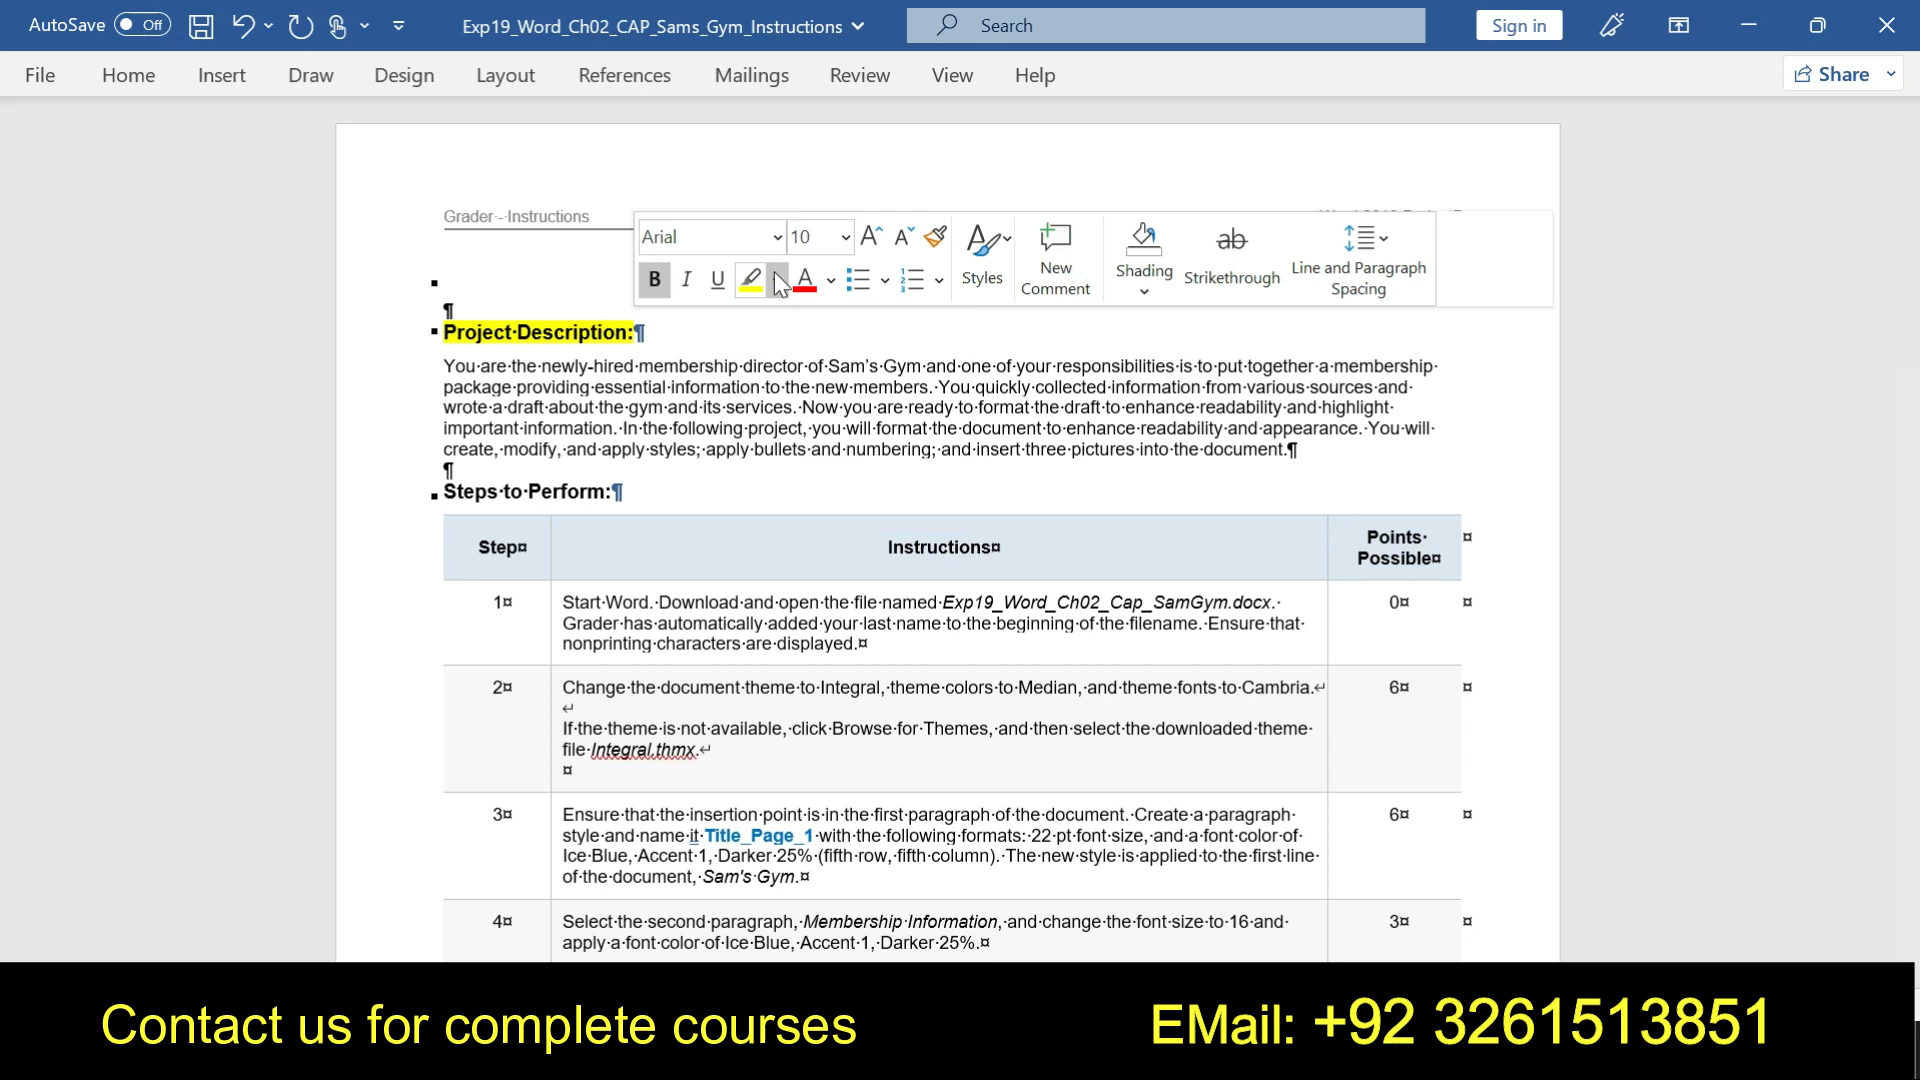 AutoSave Off Exp19_Word_Ch02_CAP_Sams_Gym_Instructions Search Sign in
File Home Insert Draw Design Layout References Mailings Review View Help Share
Grader - Instructions
Arial 10
B I U A Styles New Comment Shading ab Strikethrough Line and Paragraph Spacing
¶
Project·Description:¶
You·are·the·newly-hired·membership·director·of·Sam's·Gym·and·one·of·your·responsibilities·is·to·put·together·a·membership·
package·providing·essential·information·to·the·new·members.·You·quickly·collected·information·from·various·sources·and·
wrote·a·draft·about·the·gym·and·its·services.·Now·you·are·ready·to·format·the·draft·to·enhance·readability·and·highlight·
important·information.·In·the·following·project,·you·will·format·the·document·to·enhance·readability·and·appearance.·You·will·
create,·modify,·and·apply·styles;·apply·bullets·and·numbering;·and·insert·three·pictures·into·the·document.¶
¶
Steps·to·Perform:¶
Step¤ Instructions¤ Points·
Possible¤ ¤
1¤ Start·Word.·Download·and·open·the·file·named·Exp19_Word_Ch02_Cap_SamGym.docx.· 0¤ ¤
Grader·has·automatically·added·your·last·name·to·the·beginning·of·the·filename.·Ensure·that·
nonprinting·characters·are·displayed.¤
2¤ Change·the·document·theme·to·Integral,·theme·colors·to·Median,·and·theme·fonts·to·Cambria.↵ 6¤ ¤
↵
If·the·theme·is·not·available,·click·Browse·for·Themes,·and·then·select·the·downloaded·theme·
file·Integral.thmx.↵
¤
3¤ Ensure·that·the·insertion·point·is·in·the·first·paragraph·of·the·document.·Create·a·paragraph· 6¤ ¤
style·and·name·it·Title_Page_1·with·the·following·formats:·22·pt·font·size,·and·a·font·color·of·
Ice·Blue,·Accent·1,·Darker·25%·(fifth·row,·fifth·column).·The·new·style·is·applied·to·the·first·line·
of·the·document,·Sam's·Gym.¤
4¤ Select·the·second·paragraph,·Membership·Information,·and·change·the·font·size·to·16·and· 3¤ ¤
apply·a·font·color·of·Ice·Blue,·Accent·1,·Darker·25%.¤
Contact us for complete courses EMail: +92 3261513851